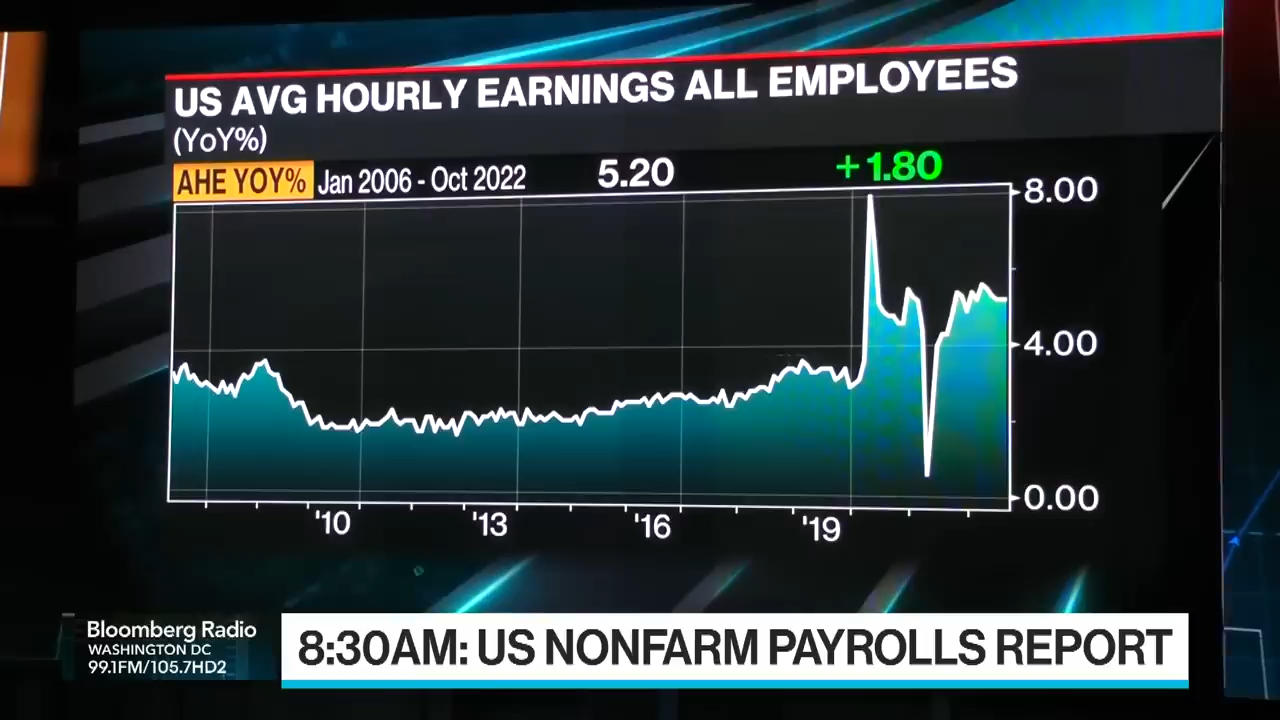 US AVG HOURLY EARNINGS ALL EMPLOYEES
(YoY%)
AHE YOY% Jan 2006 - Oct 2022 5.20 +1.80
8.00
4.00
0.00
'10 '13 '16 '19
Bloomberg Radio
WASHINGTON DC
99.1FM/105.7HD2
8:30AM: US NONFARM PAYROLLS REPORT